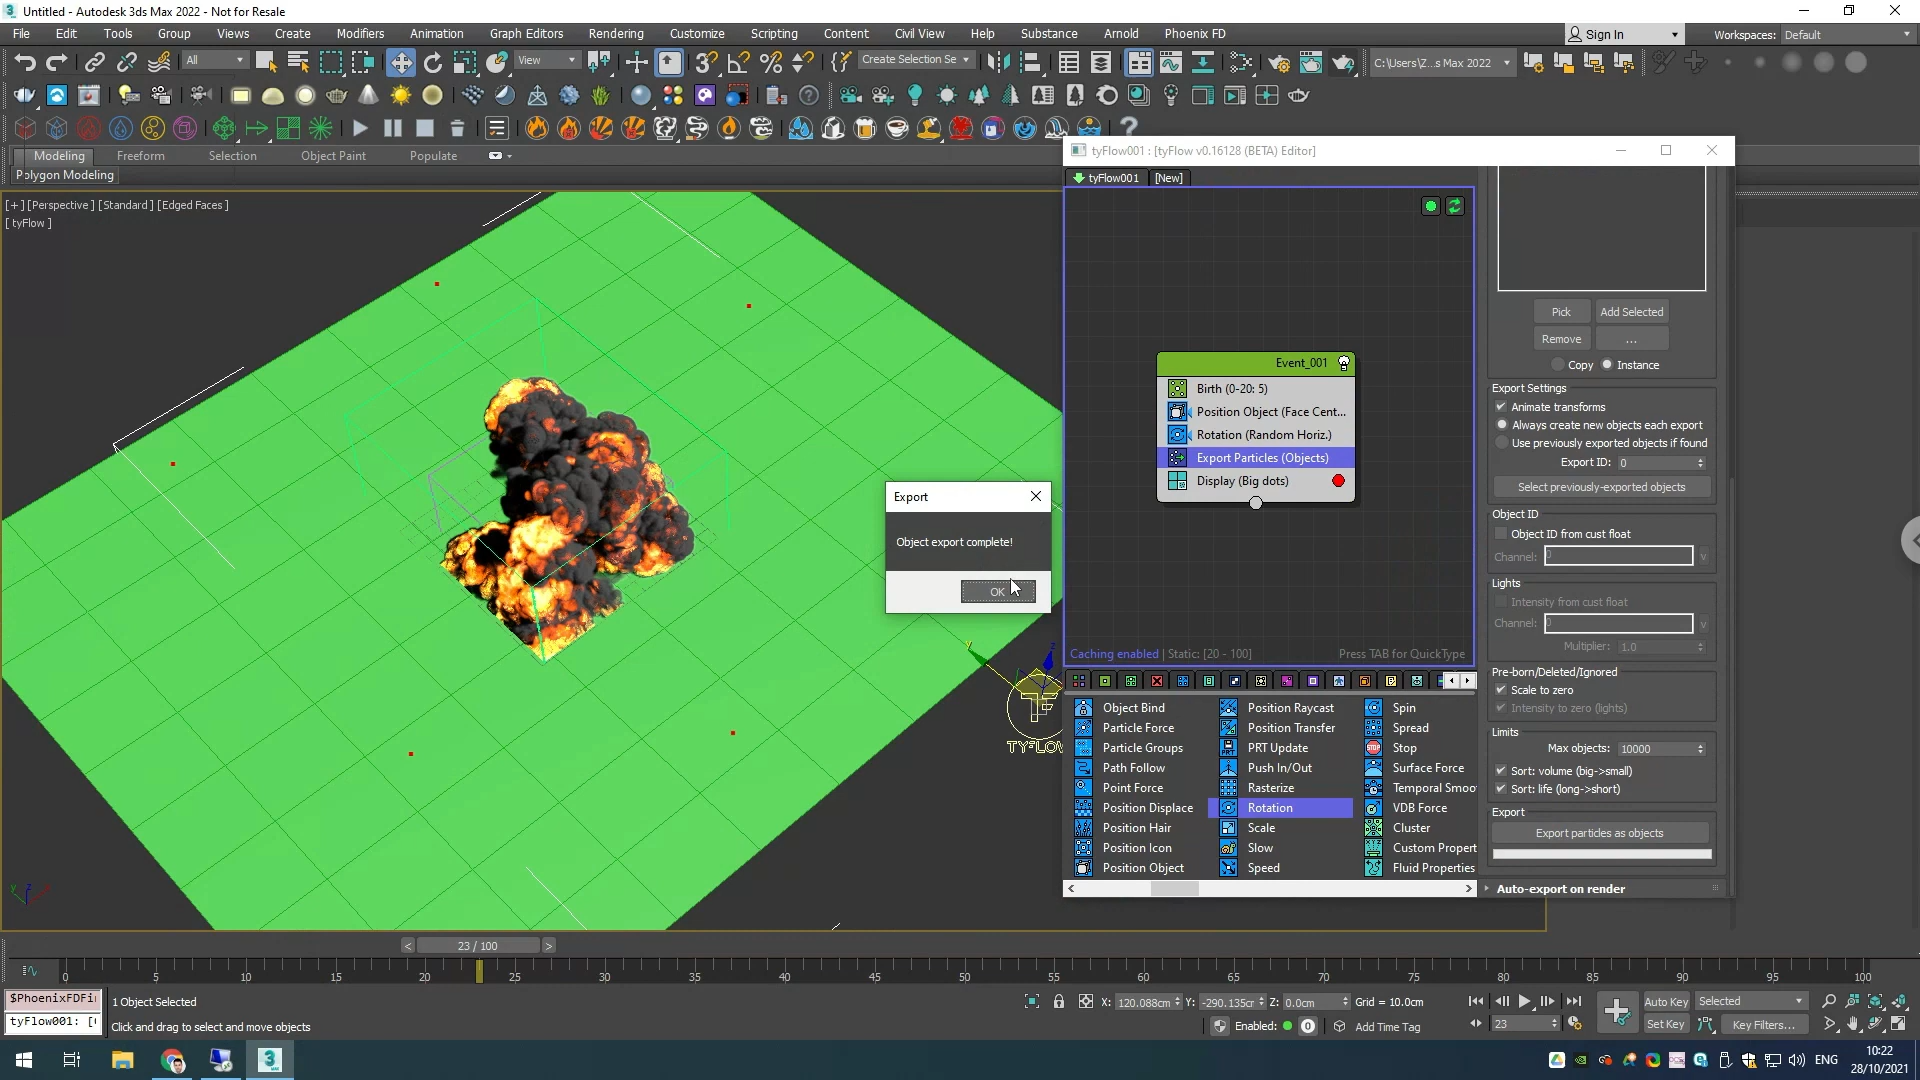 Untitled - Autodesk 3ds Max 2022 - Not for Resale
File Edit Tools Group Views Create Modifiers Animation Graph Editors Rendering Customize Scripting Content Civil View Help Substance Arnold Phoenix FD
Sign In
Workspaces: Default
All
View
Create Selection Se
C:\Users\Z...s Max 2022
Modeling Freeform Selection Object Paint Populate
Polygon Modeling
[+] [Perspective] [Standard] [Edged Faces]
[ tyFlow ]
tyFlow001 : [tyFlow v0.16128 (BETA) Editor]
tyFlow001 [New]
Event_001
Birth (0-20: 5)
Position Object (Face Cent...
Rotation (Random Horiz.)
Export Particles (Objects)
Display (Big dots)
Caching enabled | Static: [20 - 100]
Press TAB for QuickType
Export
Object export complete!
OK
TYFLOW
Object Bind
Particle Force
Particle Groups
Path Follow
Point Force
Position Displace
Position Hair
Position Icon
Position Object
Position Raycast
Position Transfer
PRT Update
Push In/Out
Rasterize
Rotation
Scale
Slow
Speed
Spin
Spread
Stop
Surface Force
Temporal Smoo
VDB Force
Cluster
Custom Propert
Fluid Properties
Pick Add Selected
Remove ...
Copy Instance
Export Settings
Animate transforms
Always create new objects each export
Use previously exported objects if found
Export ID: 0
Select previously-exported objects
Object ID
Object ID from cust float
Channel: 0
Lights
Intensity from cust float
Channel: 0
Multiplier: 1.0
Pre-born/Deleted/Ignored
Scale to zero
Intensity to zero (lights)
Limits
Max objects: 10000
Sort: volume (big->small)
Sort: life (long->short)
Export
Export particles as objects
Auto-export on render
< 23 / 100 >
0 5 10 15 20 25 30 35 40 45 50 55 60 65 70 75 80 85 90 95 100
$PhoenixFDFi
tyFlow001: [
1 Object Selected
Click and drag to select and move objects
X: 120.088cm Y: -290.135cr Z: 0.0cm Grid = 10.0cm
Enabled: 0 Add Time Tag
23
Auto Key Selected
Set Key Key Filters...
ENG
10:22
28/10/2021